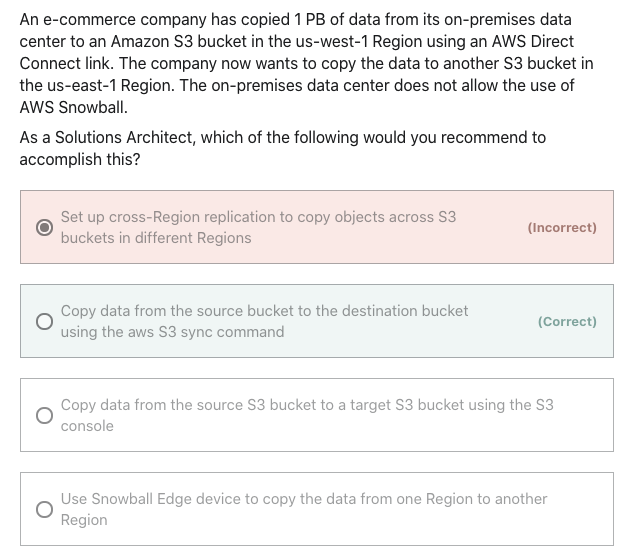 An e-commerce company has copied 1 PB of data from its on-premises data
center to an Amazon S3 bucket in the us-west-1 Region using an AWS Direct
Connect link. The company now wants to copy the data to another S3 bucket in
the us-east-1 Region. The on-premises data center does not allow the use of
AWS Snowball.
As a Solutions Architect, which of the following would you recommend to
accomplish this?
Set up cross-Region replication to copy objects across S3
buckets in different Regions
(Incorrect)
Copy data from the source bucket to the destination bucket
using the aws S3 sync command
(Correct)
Copy data from the source S3 bucket to a target S3 bucket using the S3
console
Use Snowball Edge device to copy the data from one Region to another
Region